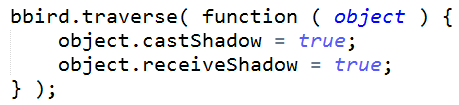 bbird.traverse( function ( object ) {
    object.castShadow = true;
    object.receiveShadow = true;
} );